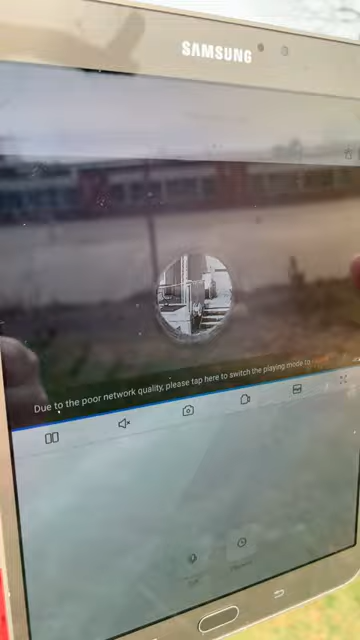 SAMSUNG
Due to the poor network quality, please tap here to switch the playing mode to